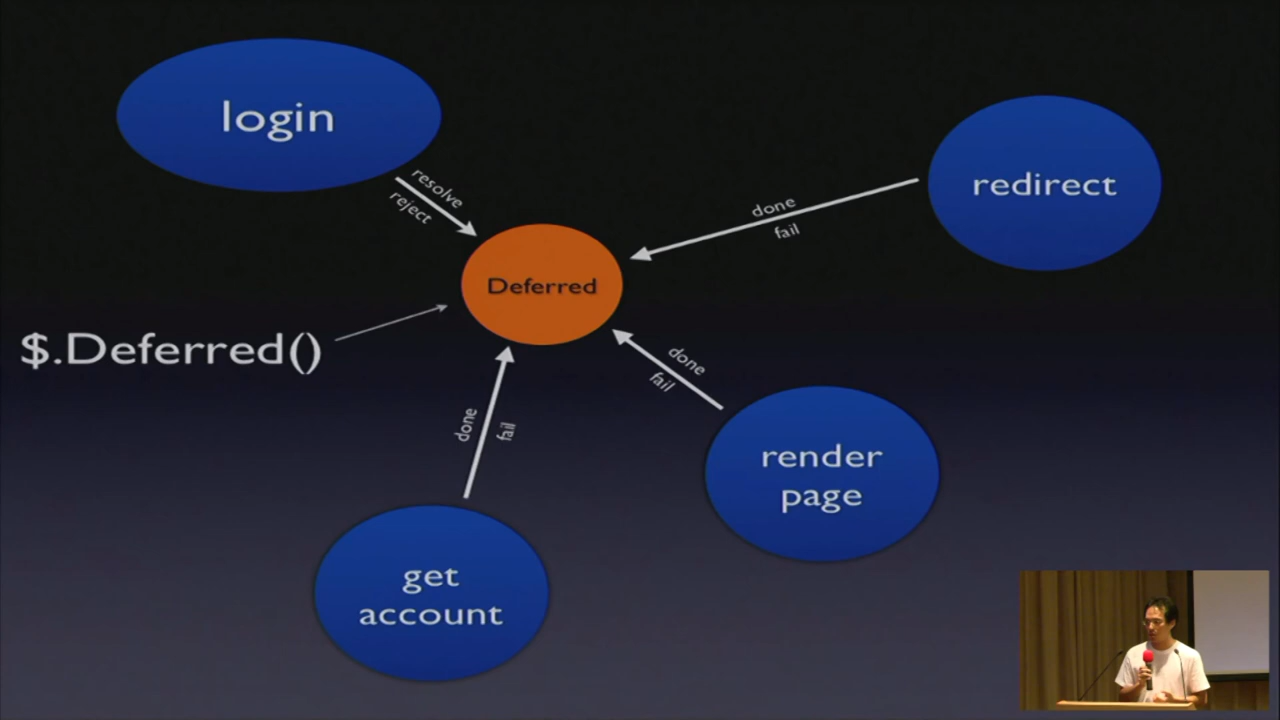 login
resolve
reject
done
fail
redirect
Deferred
$.Deferred()
done
fail
done
fail
render
page
get
account